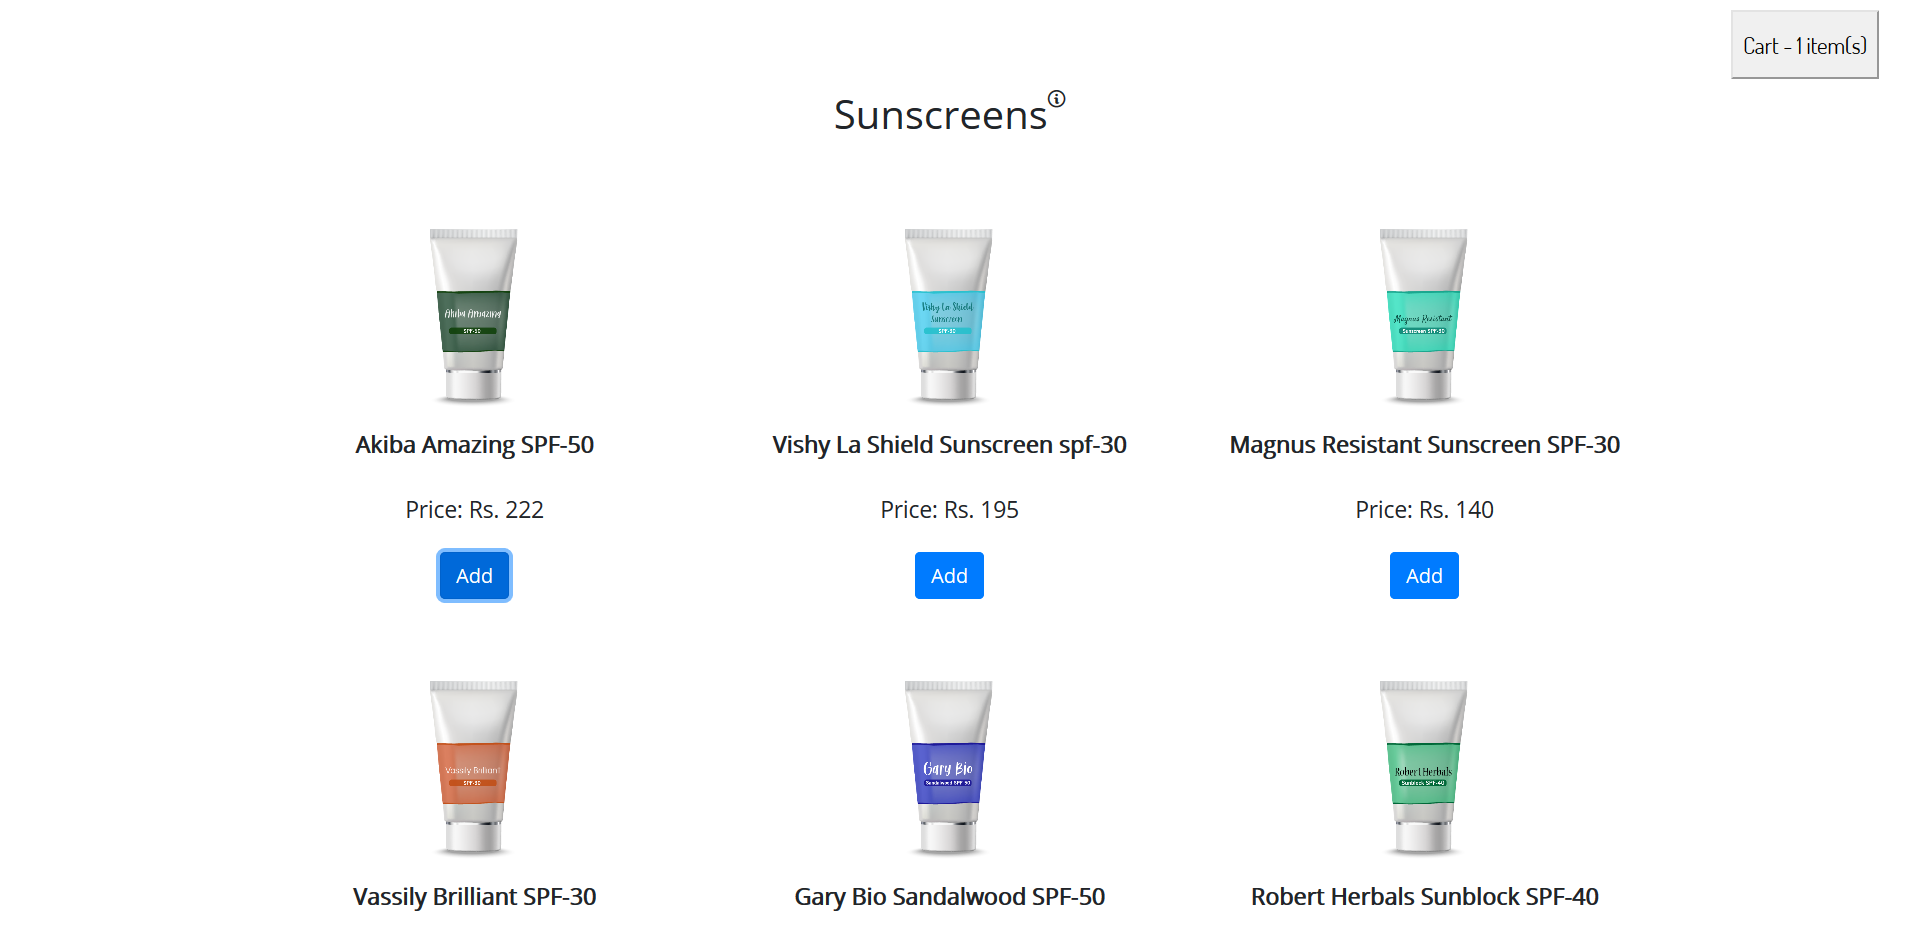 Cart - 1 item(s)
Sunscreens
Akiba Amazing
SPF-50
Vishy La Shield
Sunscreen
SPF-30
Magnus Resistant
Sunscreen SPF-30
Akiba Amazing SPF-50
Vishy La Shield Sunscreen spf-30
Magnus Resistant Sunscreen SPF-30
Price: Rs. 222
Price: Rs. 195
Price: Rs. 140
Add
Add
Add
Vassily Brilliant
SPF-30
Gary Bio
Sandalwood SPF-50
Robert Herbals
Sunblock SPF-40
Vassily Brilliant SPF-30
Gary Bio Sandalwood SPF-50
Robert Herbals Sunblock SPF-40